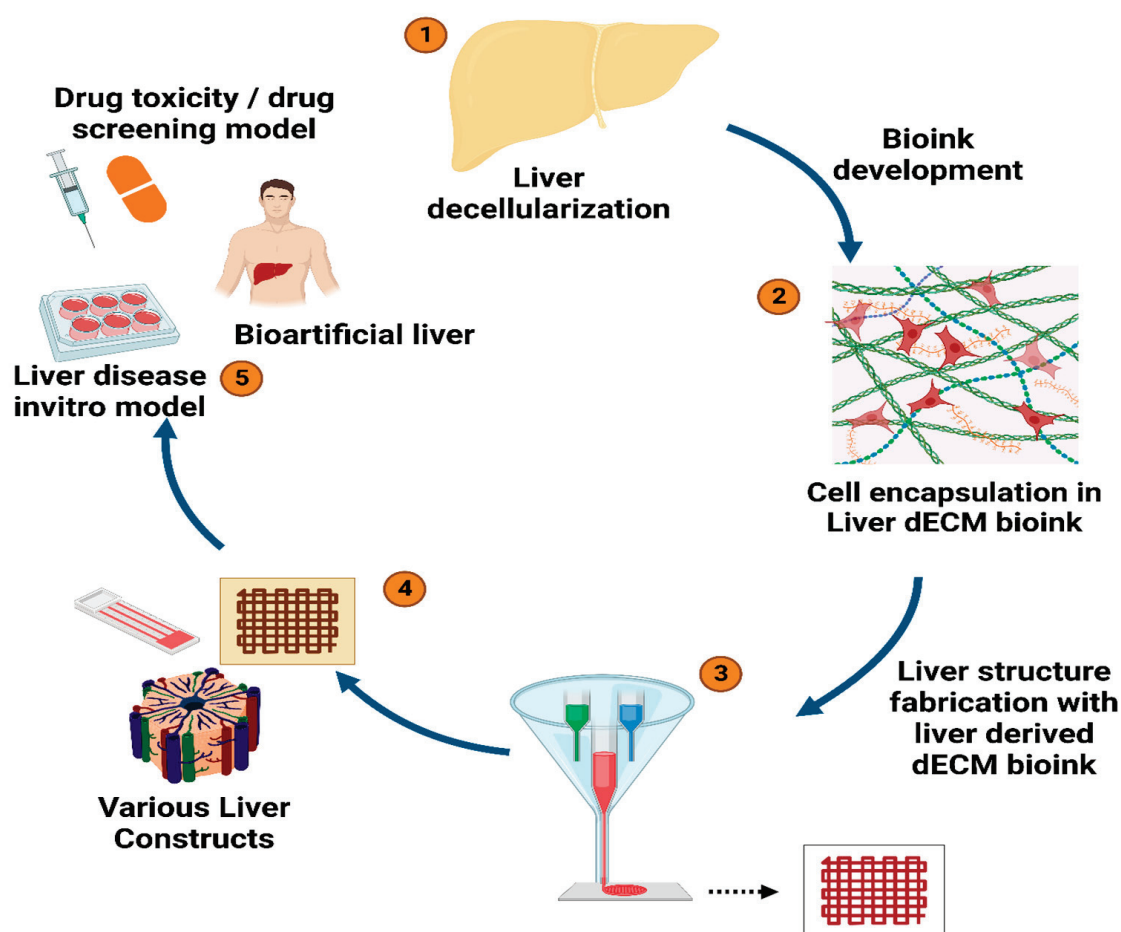 1
Liver
decellularization
Bioink
development
2
Cell encapsulation in
Liver dECM bioink
Liver structure
fabrication with
liver derived
dECM bioink
3
4
Various Liver
Constructs
5
Liver disease
invitro model
Bioartificial liver
Drug toxicity / drug
screening model